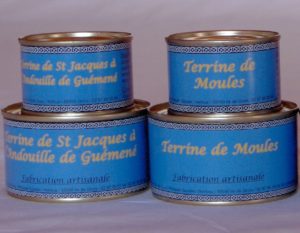 Terrine de St Jacques à
l'Andouille de Guémené
Terrine de
Moules
Terrine de St Jacques à
l'Andouille de Guémené
Fabrication artisanale
Terrine de Moules
Fabrication artisanale